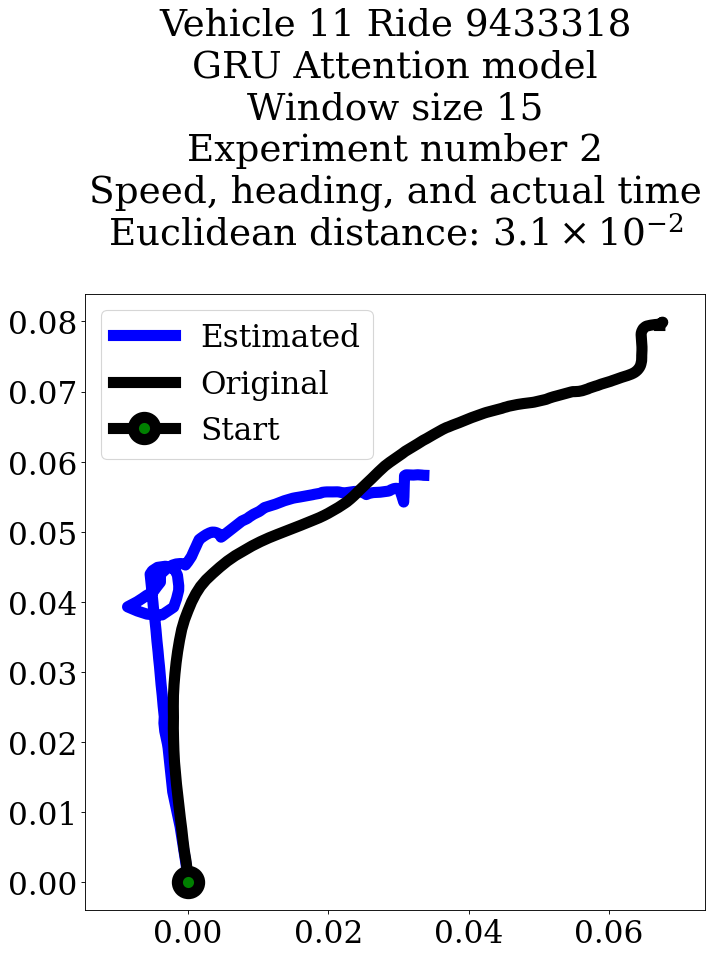 Vehicle 11 Ride 9433318
GRU Attention model
Window size 15
Experiment number 2
Speed, heading, and actual time
Euclidean distance: 3.1 × 10⁻²
Estimated
Original
Start
0.08
0.07
0.06
0.05
0.04
0.03
0.02
0.01
0.00
0.00 0.02 0.04 0.06